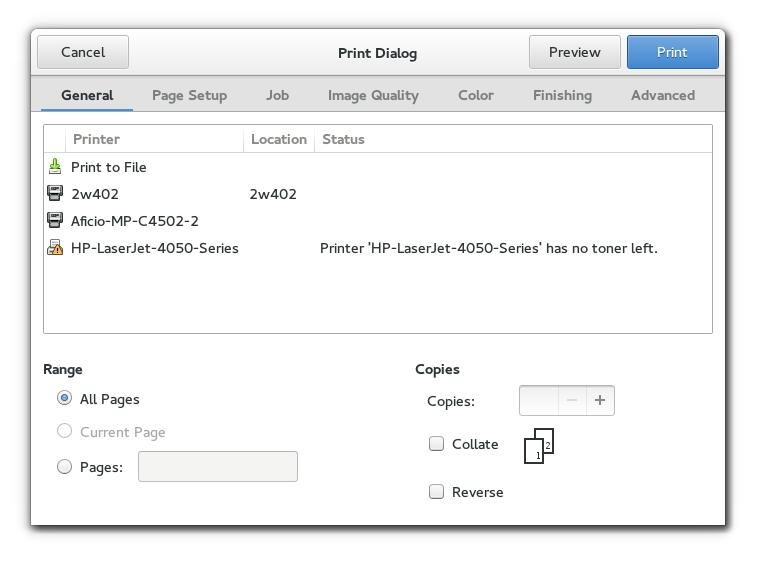 Cancel Print Dialog Preview Print
General Page Setup Job Image Quality Color Finishing Advanced
Printer Location Status
Print to File
2w402 2w402
Aficio-MP-C4502-2
HP-LaserJet-4050-Series Printer 'HP-LaserJet-4050-Series' has no toner left.
Range Copies
All Pages Copies: − +
Current Page Collate 1 2
Pages:
Reverse